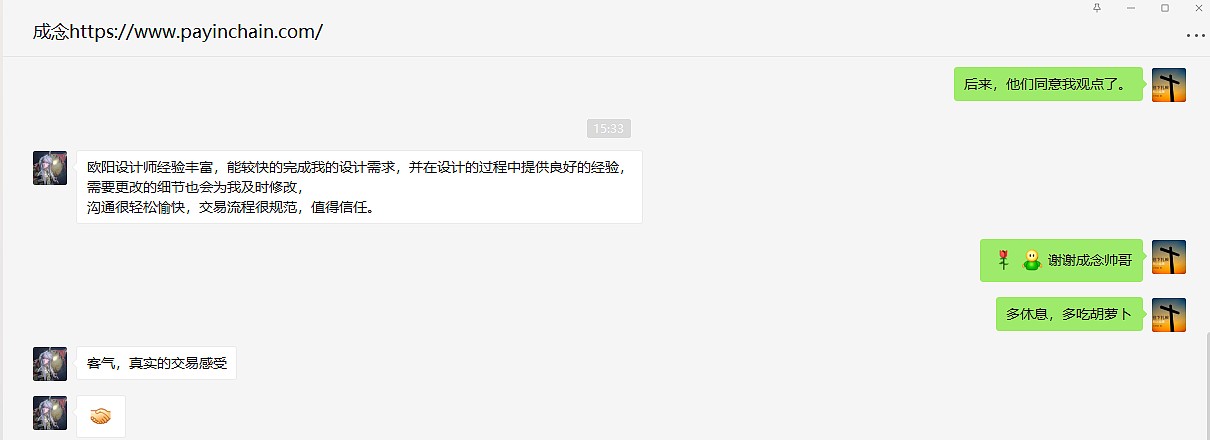 成念https://www.payinchain.com/
后来，他们同意我观点了。
15:33
欧阳设计师经验丰富，能较快的完成我的设计需求，并在设计的过程中提供良好的经验，
需要更改的细节也会为我及时修改，
沟通很轻松愉快，交易流程很规范，值得信任。
谢谢成念帅哥
多休息，多吃胡萝卜
客气，真实的交易感受